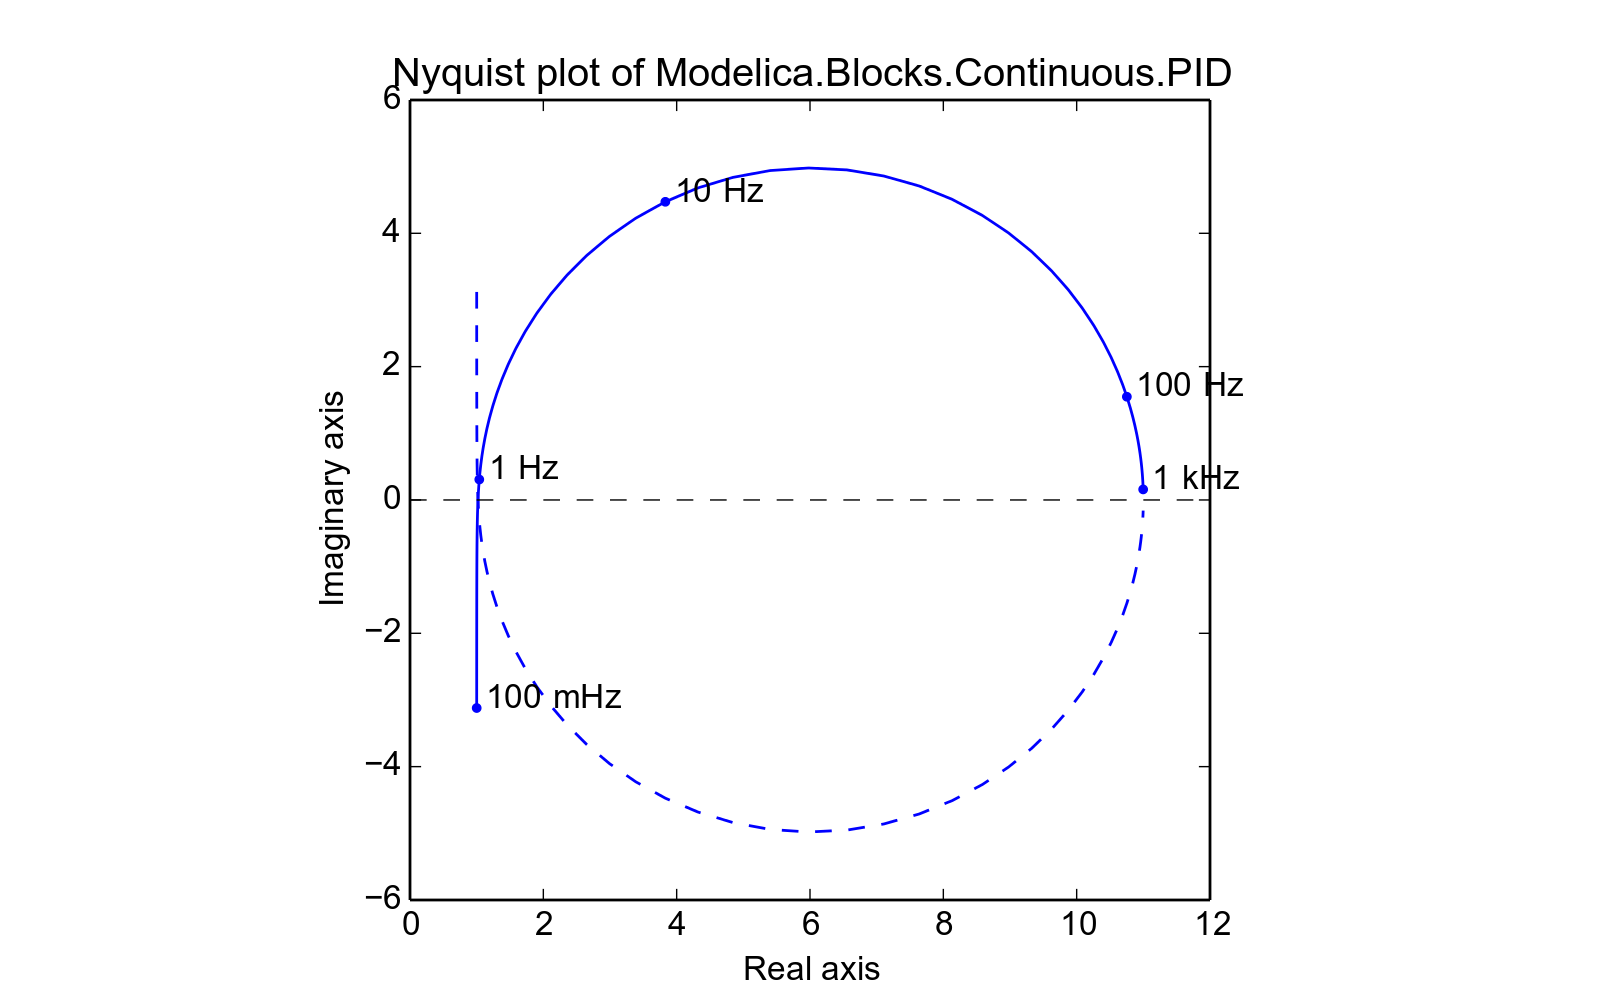 Nyquist plot of Modelica.Blocks.Continuous.PID
6
10 Hz
4
100 Hz
2
Imaginary axis
1 Hz
1 kHz
0
−2
100 mHz
−4
−6
0 2 4 6 8 10 12
Real axis